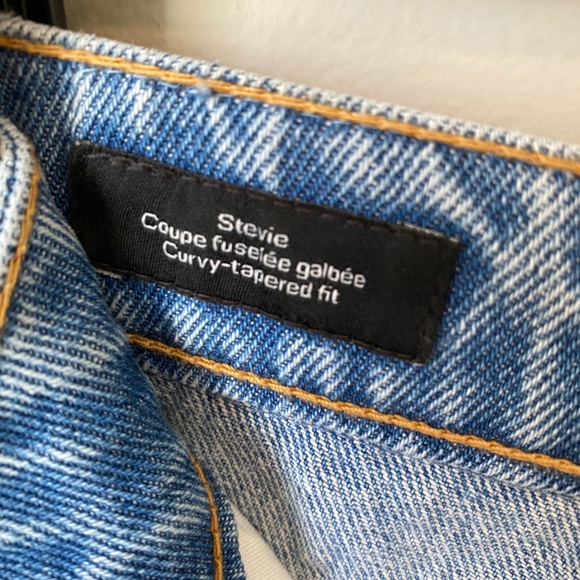 Stevie
Coupe fuselée galbée
Curvy-tapered fit